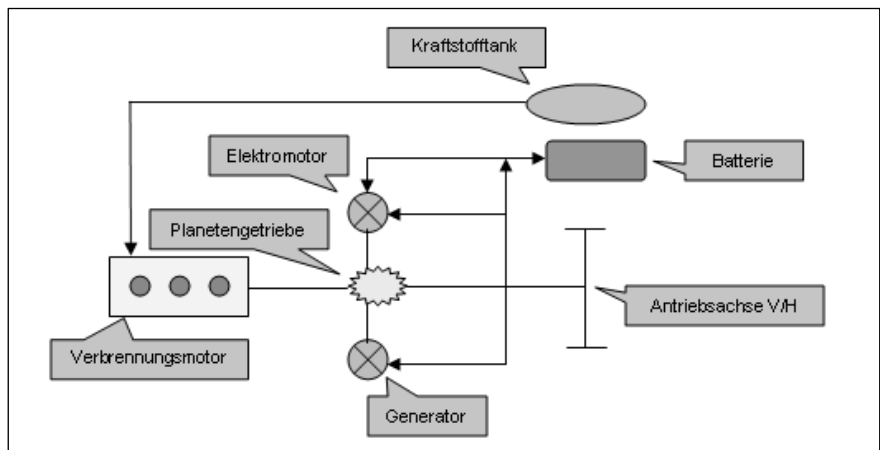 Kraftstofftank
Elektromotor
Batterie
Planetengetriebe
Antriebsachse V/H
Verbrennungsmotor
Generator